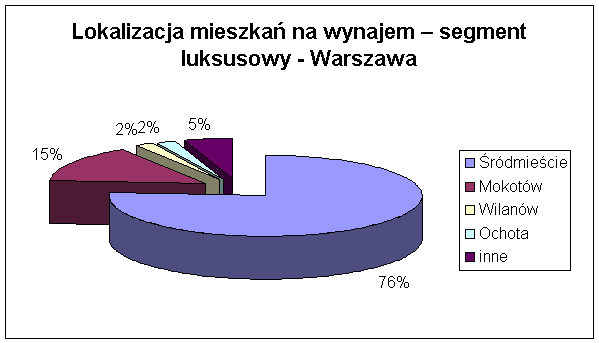 Lokalizacja mieszkań na wynajem – segment
luksusowy - Warszawa
5%
2%
2%
15%
76%
Śródmieście
Mokotów
Wilanów
Ochota
inne